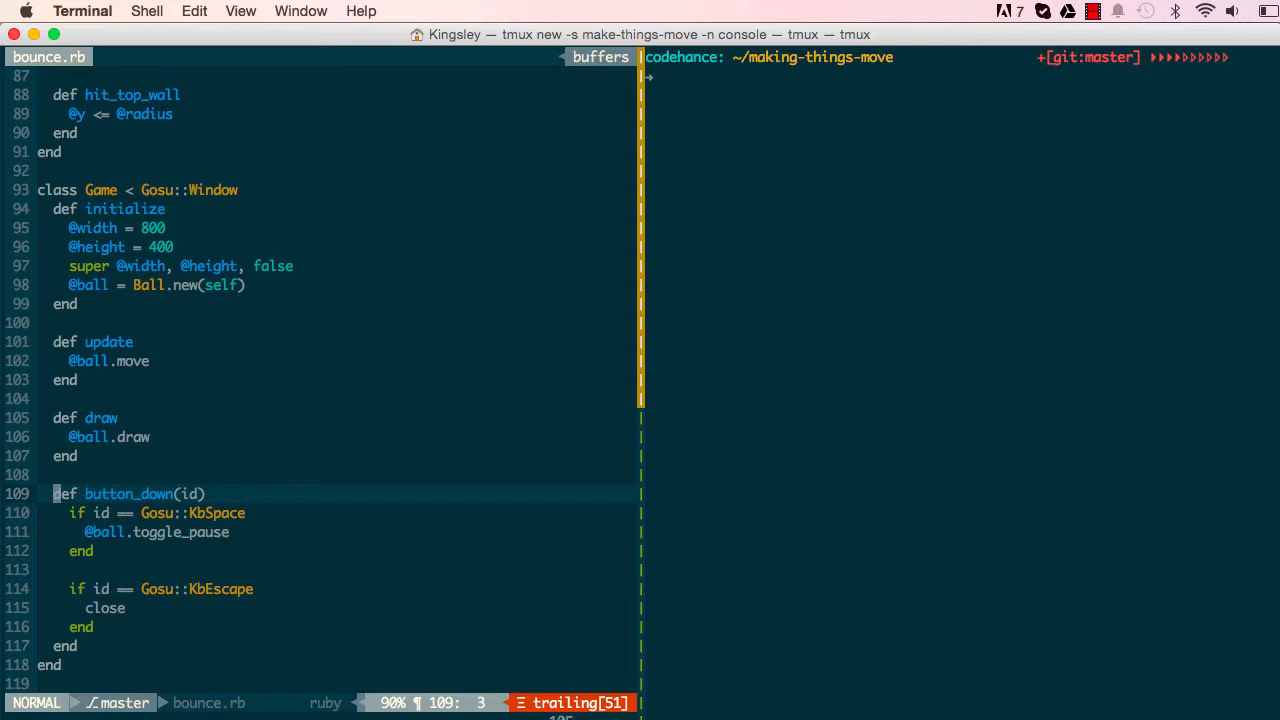 Terminal Shell Edit View Window Help 7
Kingsley — tmux new -s make-things-move -n console — tmux — tmux
bounce.rb buffers
87
88 def hit_top_wall
89 @y <= @radius
90 end
91 end
92
93 class Game < Gosu::Window
94 def initialize
95 @width = 800
96 @height = 400
97 super @width, @height, false
98 @ball = Ball.new(self)
99 end
100
101 def update
102 @ball.move
103 end
104
105 def draw
106 @ball.draw
107 end
108
109 def button_down(id)
110 if id == Gosu::KbSpace
111 @ball.toggle_pause
112 end
113
114 if id == Gosu::KbEscape
115 close
116 end
117 end
118 end
119
NORMAL master bounce.rb ruby 90% ¶ 109: 3 Ξ trailing[51]
codehance: ~/making-things-move +[git:master] ▸▸▸▸▹▹▹▹▹▹
→